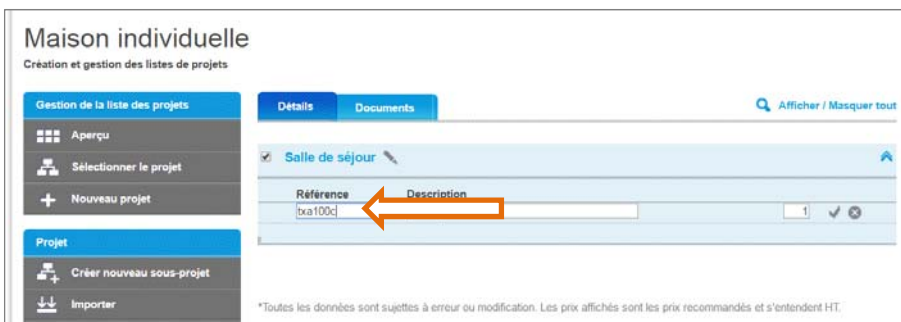 Maison individuelle
Création et gestion des listes de projets
Gestion de la liste des projets
Aperçu
Sélectionner le projet
Nouveau projet
Projet
Créer nouveau sous-projet
Importer
Détails
Documents
Afficher / Masquer tout
Salle de séjour
Référence Description
txa100c 1
*Toutes les données sont sujettes à erreur ou modification. Les prix affichés sont les prix recommandés et s'entendent HT.